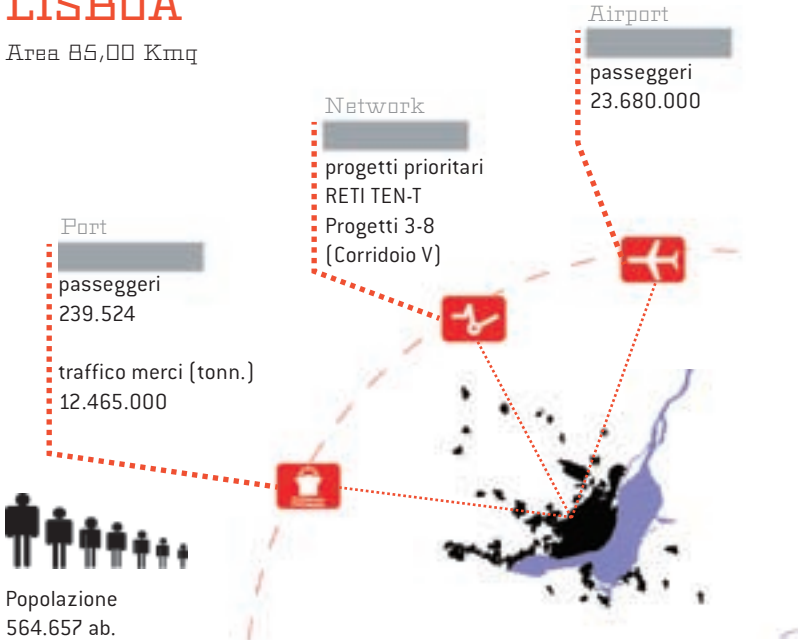 LISBOA
Area 85,00 Kmq
Airport
passeggeri
23.680.000
Network
progetti prioritari
RETI TEN-T
Progetti 3-8
(Corridoio V)
Port
passeggeri
239.524
traffico merci (tonn.)
12.465.000
Popolazione
564.657 ab.